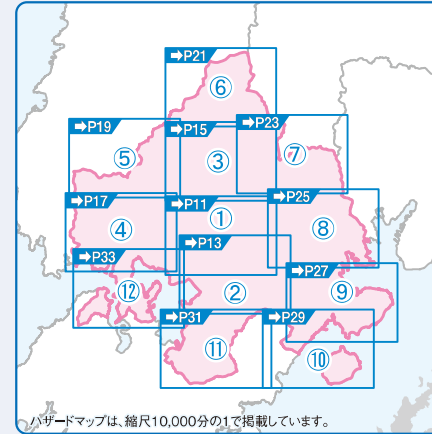 ➡P21
⑥
➡P19
➡P15
➡P23
⑤
③
⑦
➡P17
➡P11
➡P25
④
①
⑧
➡P33
➡P13
➡P27
⑫
②
⑨
➡P31
➡P29
⑪
⑩
ハザードマップは、縮尺10,000分の1で掲載しています。